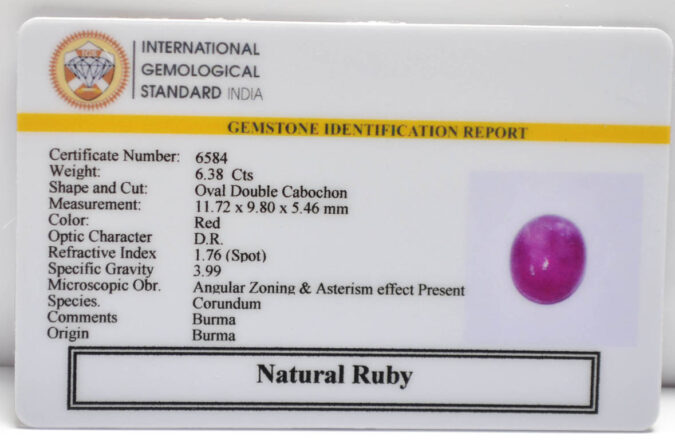 INTERNATIONAL
GEMOLOGICAL
STANDARD INDIA
GEMSTONE IDENTIFICATION REPORT
Certificate Number: 6584
Weight: 6.38 Cts
Shape and Cut: Oval Double Cabochon
Measurement: 11.72 x 9.80 x 5.46 mm
Color: Red
Optic Character D.R.
Refractive Index 1.76 (Spot)
Specific Gravity 3.99
Microscopic Obr. Angular Zoning & Asterism effect Present
Species. Corundum
Comments Burma
Origin Burma
Natural Ruby